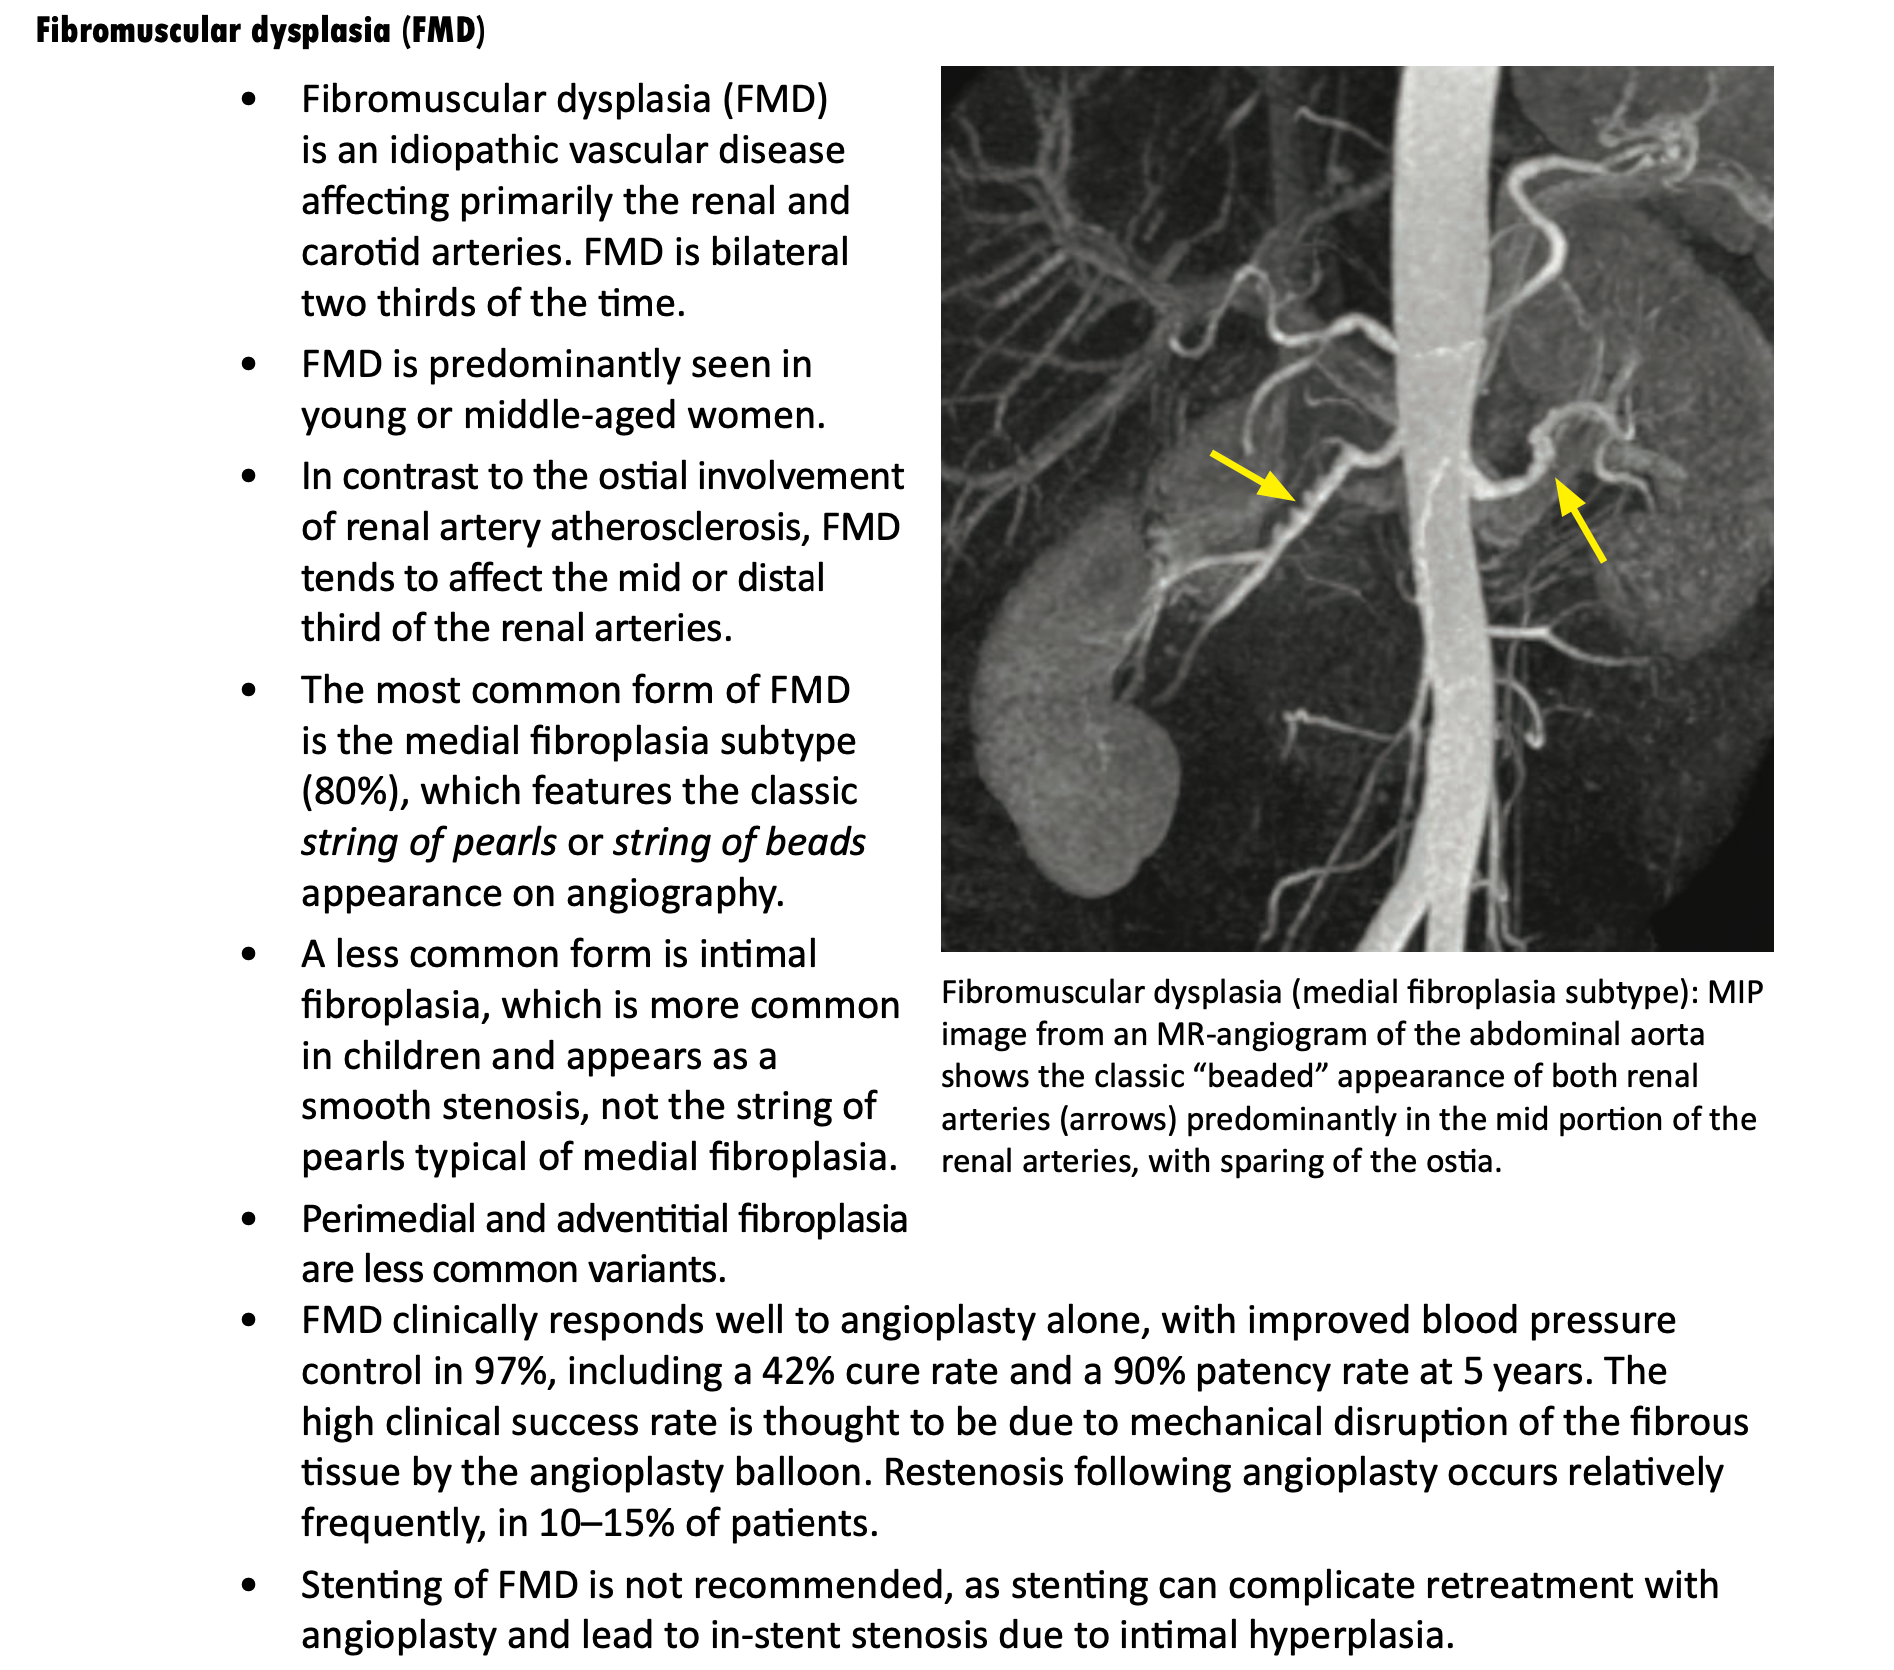 Fibromuscular dysplasia (FMD)
• Fibromuscular dysplasia (FMD)
is an idiopathic vascular disease
affecting primarily the renal and
carotid arteries. FMD is bilateral
two thirds of the time.
• FMD is predominantly seen in
young or middle-aged women.
• In contrast to the ostial involvement
of renal artery atherosclerosis, FMD
tends to affect the mid or distal
third of the renal arteries.
• The most common form of FMD
is the medial fibroplasia subtype
(80%), which features the classic
string of pearls or string of beads
appearance on angiography.
• A less common form is intimal
fibroplasia, which is more common
in children and appears as a
smooth stenosis, not the string of
pearls typical of medial fibroplasia.
• Perimedial and adventitial fibroplasia
are less common variants.
Fibromuscular dysplasia (medial fibroplasia subtype): MIP
image from an MR-angiogram of the abdominal aorta
shows the classic “beaded” appearance of both renal
arteries (arrows) predominantly in the mid portion of the
renal arteries, with sparing of the ostia.
• FMD clinically responds well to angioplasty alone, with improved blood pressure
control in 97%, including a 42% cure rate and a 90% patency rate at 5 years. The
high clinical success rate is thought to be due to mechanical disruption of the fibrous
tissue by the angioplasty balloon. Restenosis following angioplasty occurs relatively
frequently, in 10–15% of patients.
• Stenting of FMD is not recommended, as stenting can complicate retreatment with
angioplasty and lead to in-stent stenosis due to intimal hyperplasia.